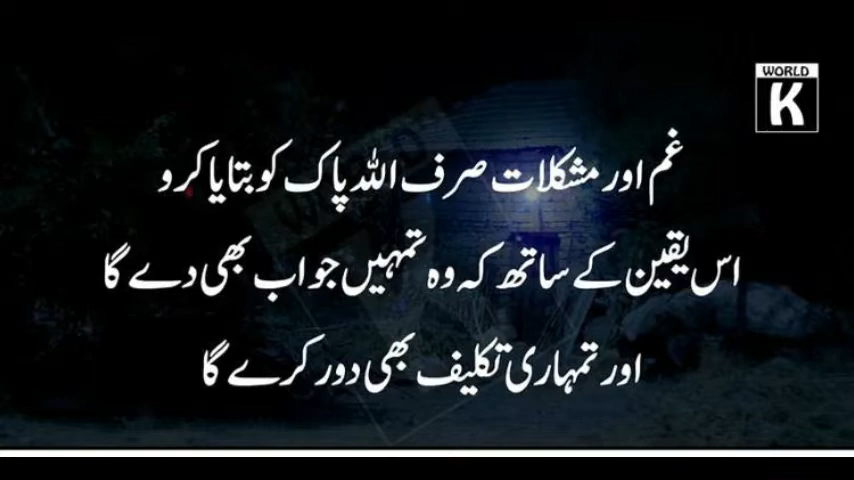 WORLD
K
غم اور مشکلات صرف اللہ پاک کو بتایا کرو
اس یقین کے ساتھ کہ وہ تمہیں جواب بھی دے گا
اور تمہاری تکلیف بھی دور کرے گا